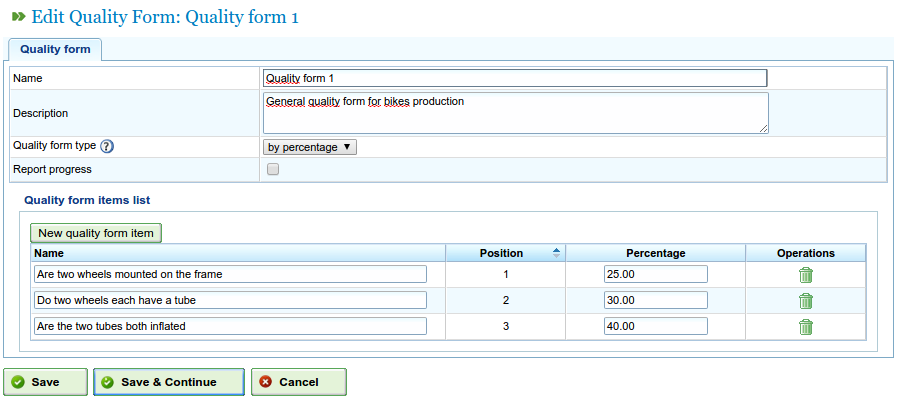 Edit Quality Form: Quality form 1
Quality form
Name Quality form 1
Description General quality form for bikes production
Quality form type ? by percentage ▼
Report progress
Quality form items list
New quality form item
Name Position Percentage Operations
Are two wheels mounted on the frame 1 25.00
Do two wheels each have a tube 2 30.00
Are the two tubes both inflated 3 40.00
Save Save & Continue Cancel